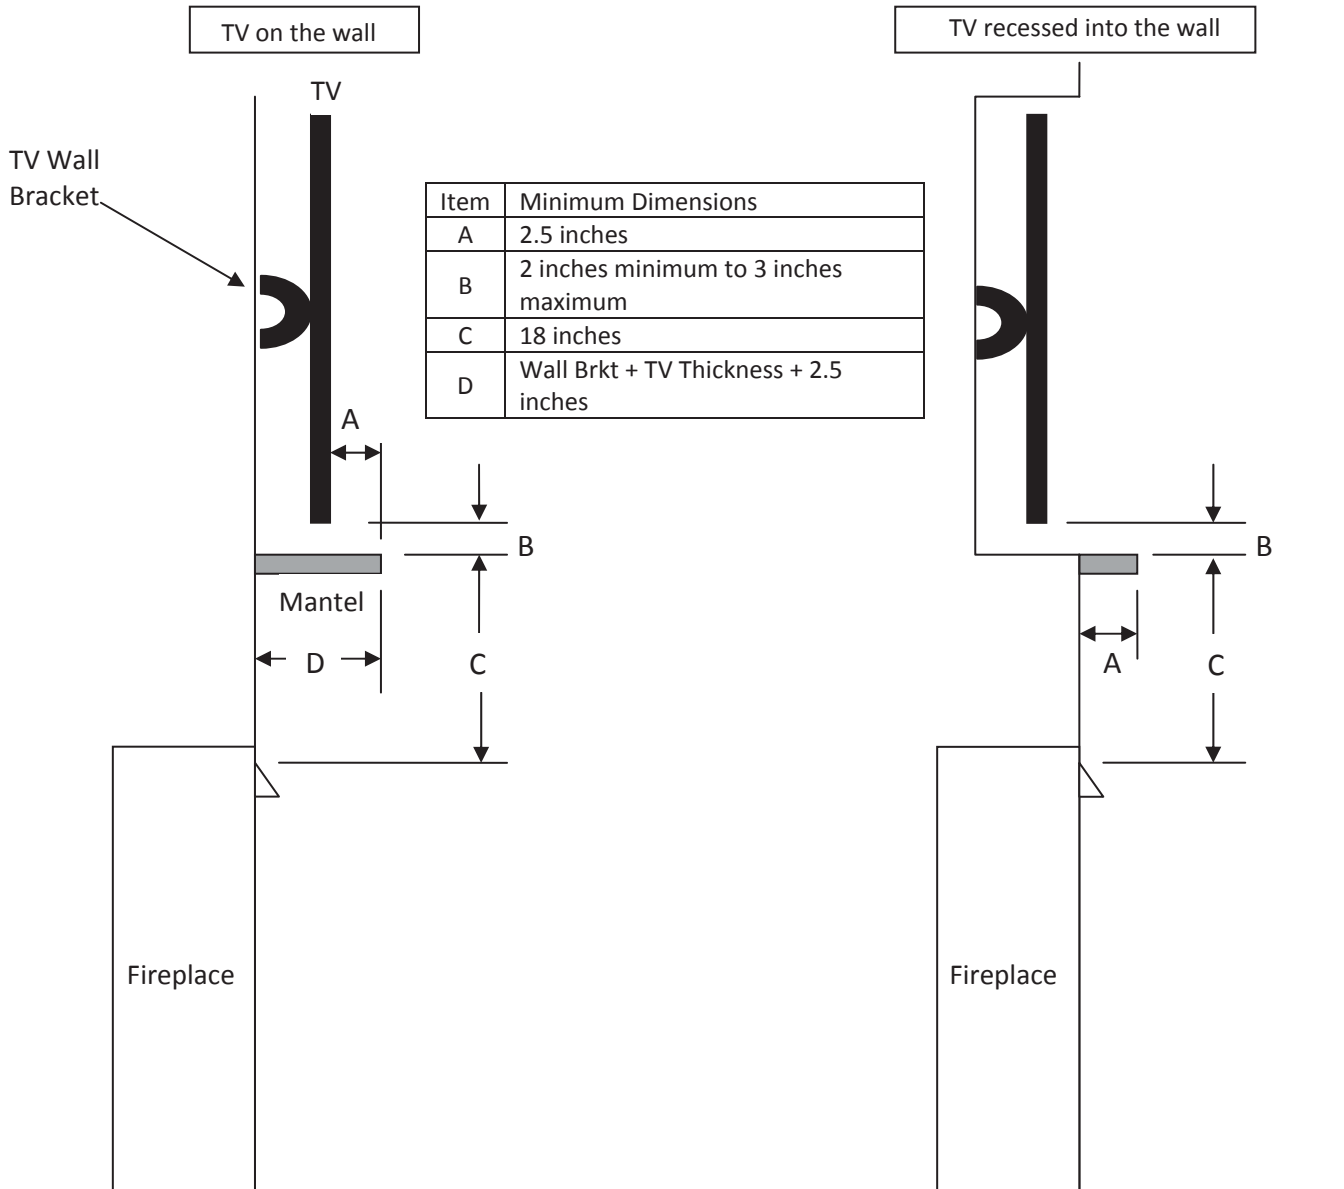 TV on the wall
TV recessed into the wall
TV
TV Wall
Bracket
Item Minimum Dimensions
A 2.5 inches
B 2 inches minimum to 3 inches
maximum
C 18 inches
D Wall Brkt + TV Thickness + 2.5
inches
A
B
Mantel
D
C
Fireplace
B
A
C
Fireplace